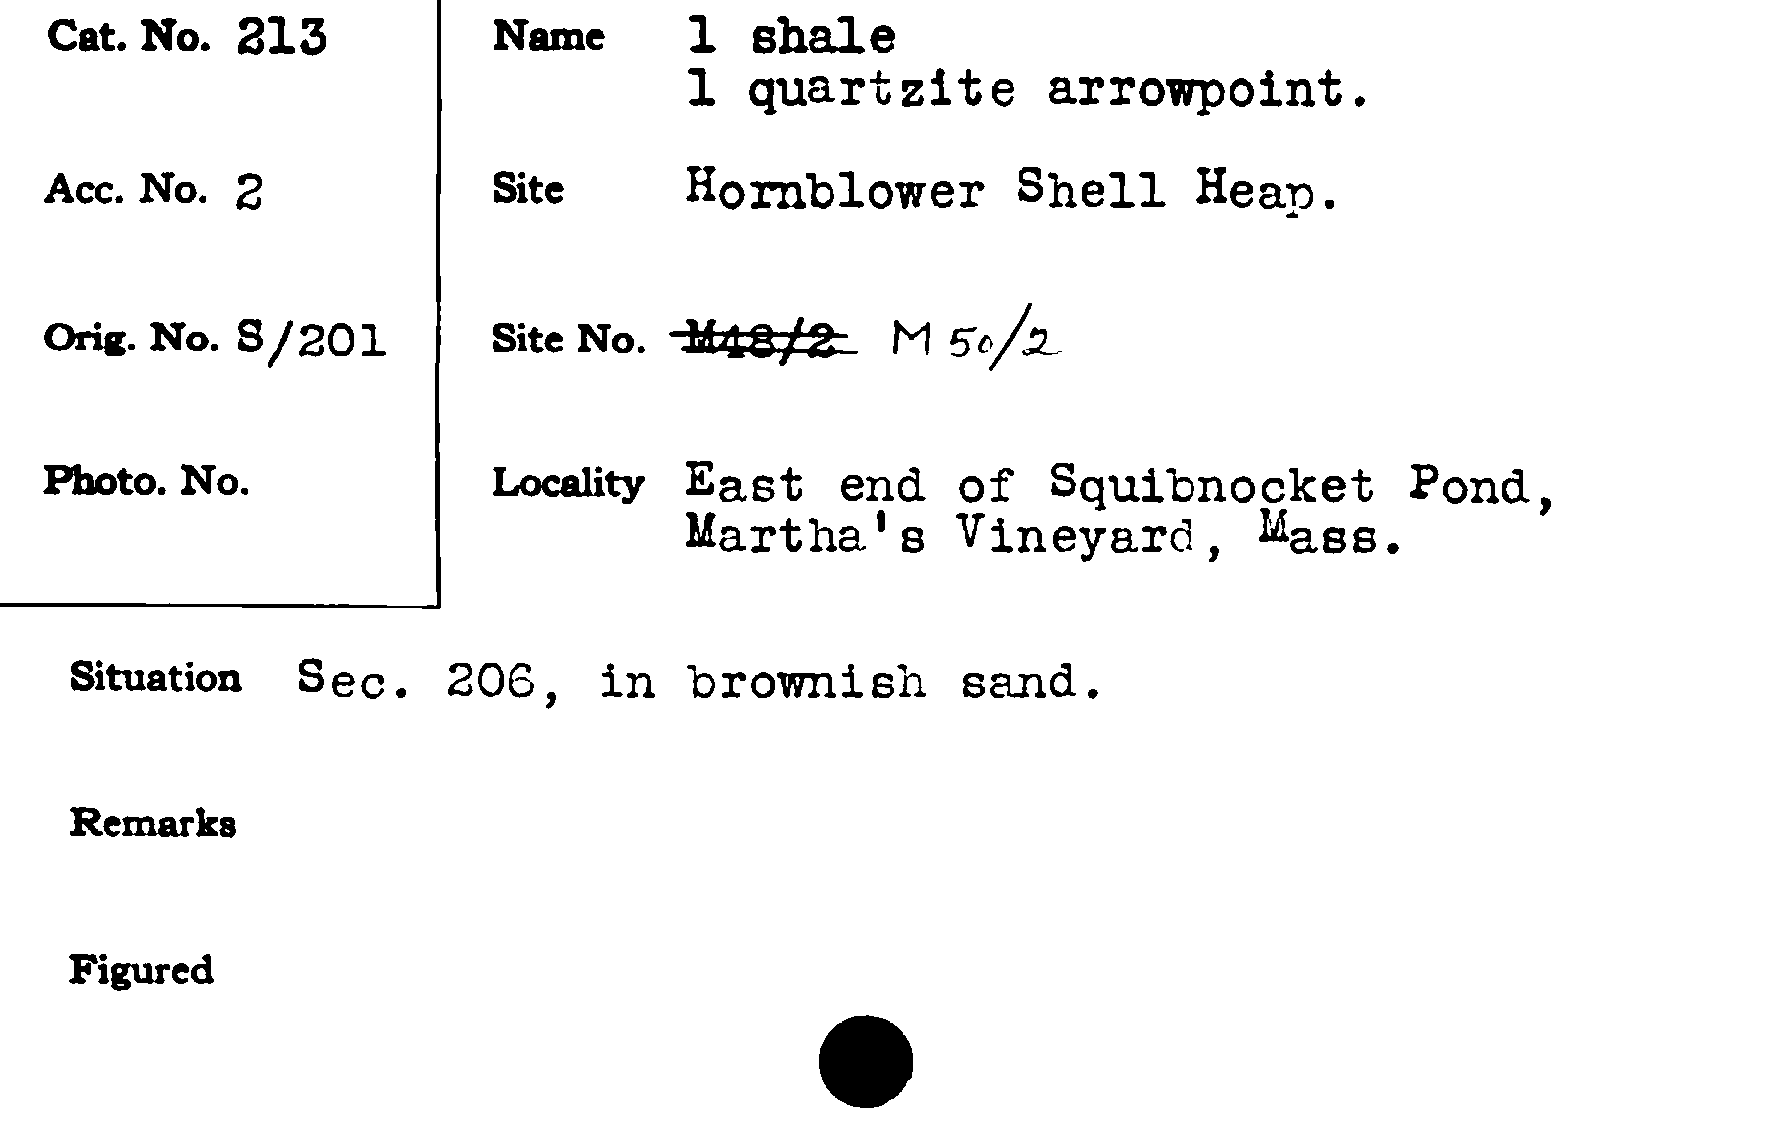 Cat. No. 213
Name 1 shale
1 quartzite arrowpoint.
Acc. No. 2
Site Hornblower Shell Heap.
Orig. No. S/201
Site No. M48/2 M 50/2
Photo. No.
Locality East end of Squibnocket Pond,
Martha's Vineyard, Mass.
Situation Sec. 206, in brownish sand.
Remarks
Figured